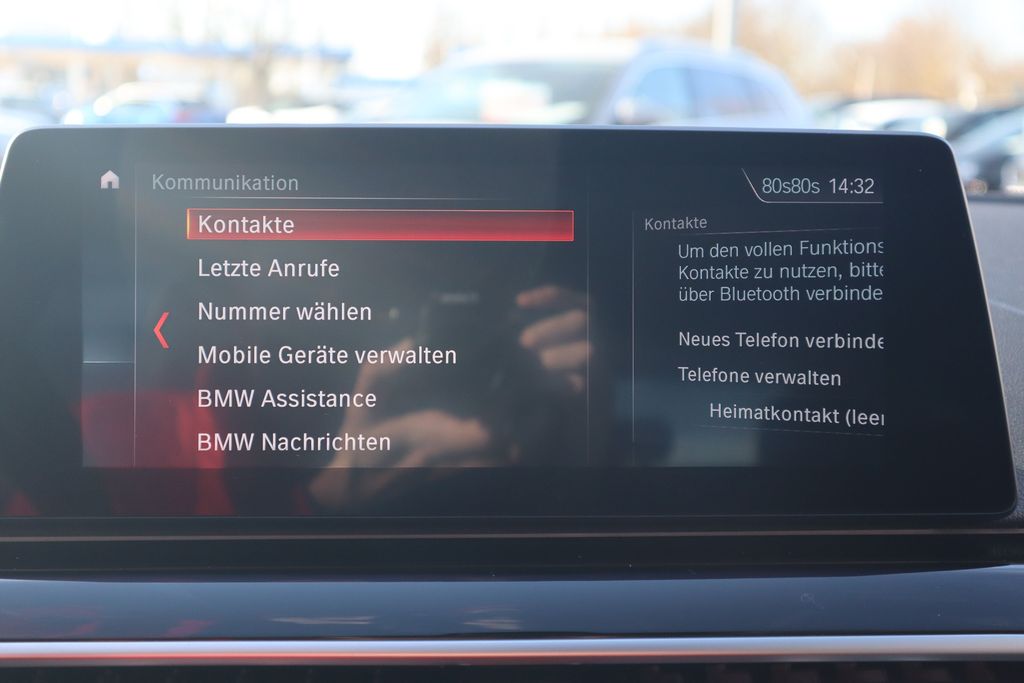 Kommunikation
80s80s 14:32
Kontakte
Letzte Anrufe
Nummer wählen
Mobile Geräte verwalten
BMW Assistance
BMW Nachrichten
Kontakte
Um den vollen Funktions
Kontakte zu nutzen, bitte
über Bluetooth verbinde
Neues Telefon verbinde
Telefone verwalten
Heimatkontakt (leer